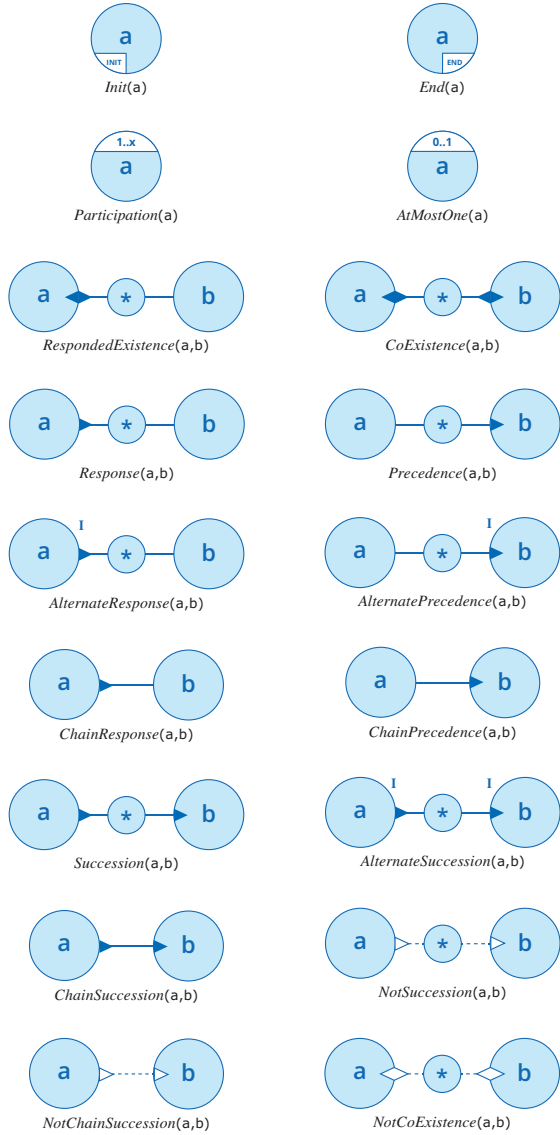 a a
INIT END
Init(a) End(a)
1..x 0..1
a a
Participation(a) AtMostOne(a)
a * b a * b
RespondedExistence(a,b) CoExistence(a,b)
a * b a * b
Response(a,b) Precedence(a,b)
I I
a * b a * b
AlternateResponse(a,b) AlternatePrecedence(a,b)
a b a b
ChainResponse(a,b) ChainPrecedence(a,b)
I I
a * b a * b
Succession(a,b) AlternateSuccession(a,b)
a b a * b
ChainSuccession(a,b) NotSuccession(a,b)
a b a * b
NotChainSuccession(a,b) NotCoExistence(a,b)